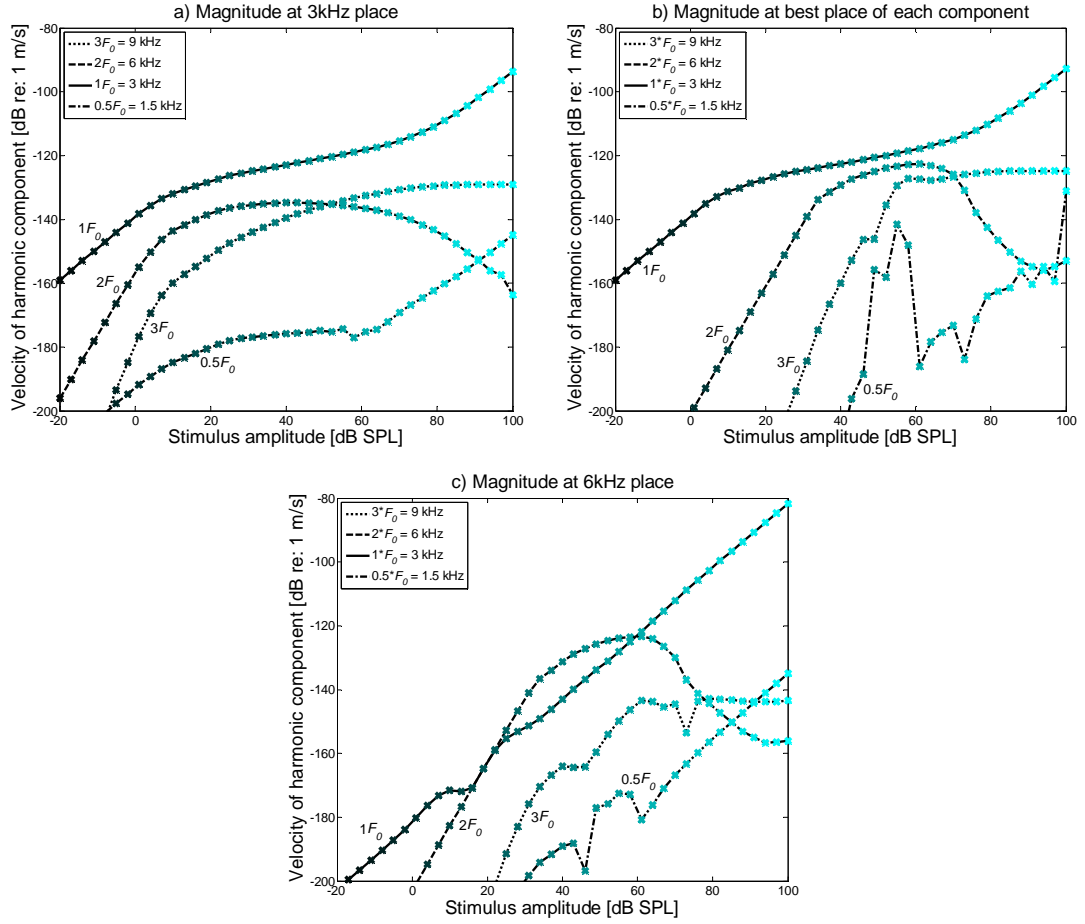 a) Magnitude at 3kHz place
Velocity of harmonic component [dB re: 1 m/s]
-80
-100
-120
-140
-160
-180
-200
3F0 = 9 kHz
2F0 = 6 kHz
1F0 = 3 kHz
0.5F0 = 1.5 kHz
1F0
2F0
3F0
0.5F0
-20 0 20 40 60 80 100
Stimulus amplitude [dB SPL]
b) Magnitude at best place of each component
Velocity of harmonic component [dB re: 1 m/s]
-80
-100
-120
-140
-160
-180
-200
3*F0 = 9 kHz
2*F0 = 6 kHz
1*F0 = 3 kHz
0.5*F0 = 1.5 kHz
1F0
2F0
3F0
0.5F0
-20 0 20 40 60 80 100
Stimulus amplitude [dB SPL]
c) Magnitude at 6kHz place
Velocity of harmonic component [dB re: 1 m/s]
-80
-100
-120
-140
-160
-180
-200
3*F0 = 9 kHz
2*F0 = 6 kHz
1*F0 = 3 kHz
0.5*F0 = 1.5 kHz
1F0
2F0
3F0
0.5F0
-20 0 20 40 60 80 100
Stimulus amplitude [dB SPL]